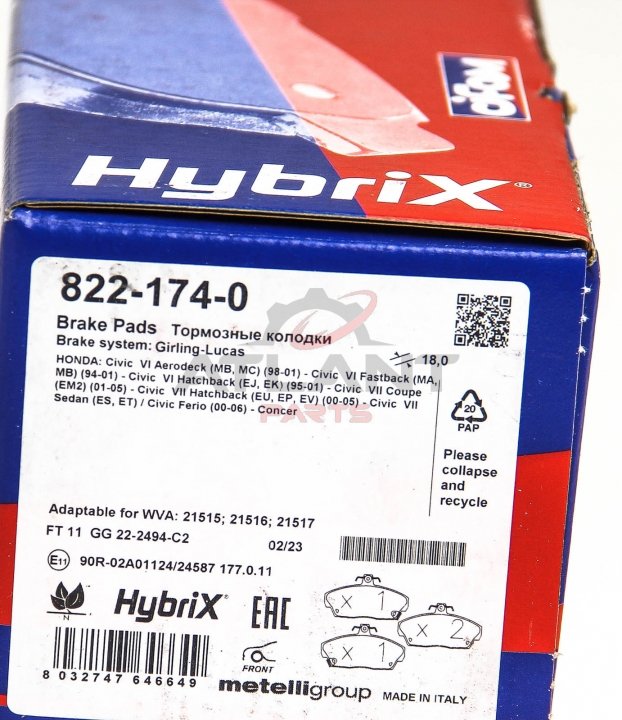 cifam
HybriX®
822-174-0
Brake Pads Тормозные колодки
Brake system: Girling-Lucas
18,0
HONDA: Civic VI Aerodeck (MB, MC) (98-01) - Civic VI Fastback (MA,
MB) (94-01) - Civic VI Hatchback (EJ, EK) (95-01) - Civic VII Coupe
(EM2) (01-05) - Civic VII Hatchback (EU, EP, EV) (00-05) - Civic VII
Sedan (ES, ET) / Civic Ferio (00-06) - Concer
ATLANT
PARTS
20
PAP
Please
collapse
and
recycle
Adaptable for WVA: 21515; 21516; 21517
FT 11 GG 22-2494-C2 02/23
E11 90R-02A01124/24587 177.0.11
N
HybriX® EAC
x 1
x 2
x 1
FRONT
8 032747 646649
metelligroup MADE IN ITALY